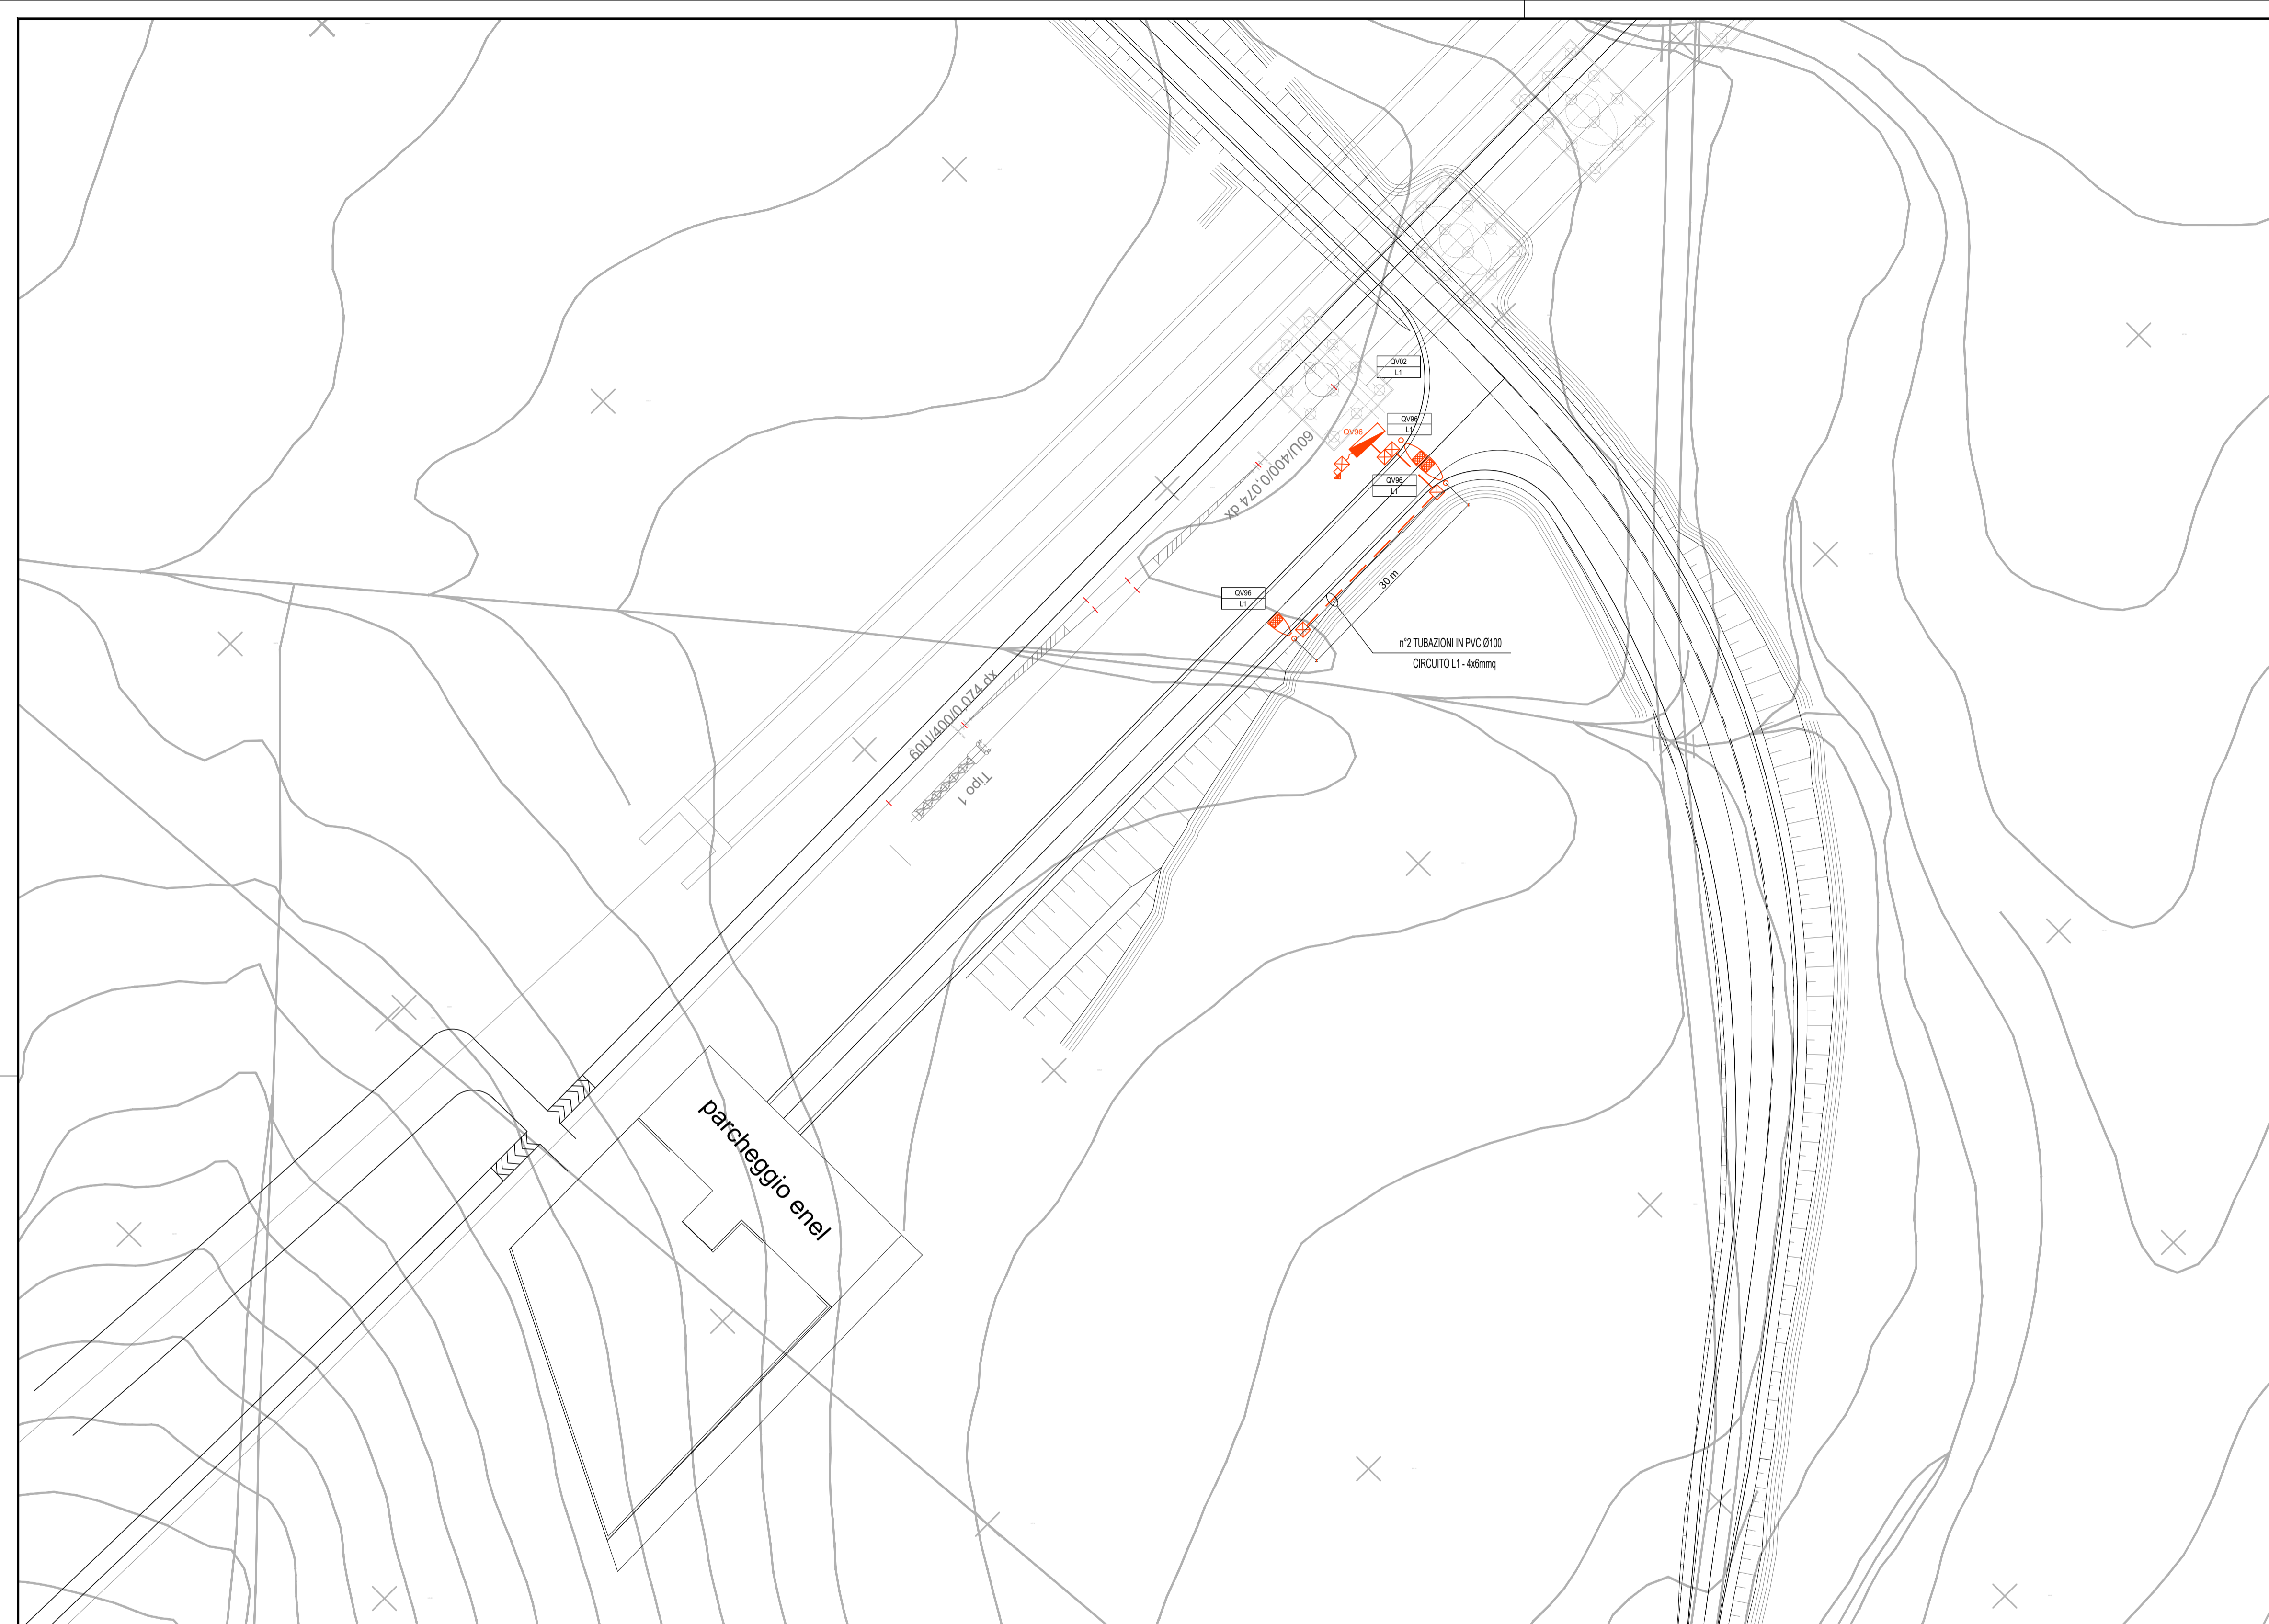 QV02
L1
QV96
L1
QV96
60U/400/0,074 dx
QV96
L1
30 m
QV96
L1
n°2 TUBAZIONI IN PVC Ø100
CIRCUITO L1 - 4x6mmq
60U/400/0,074 dx
Tipo 1
parcheggio enel